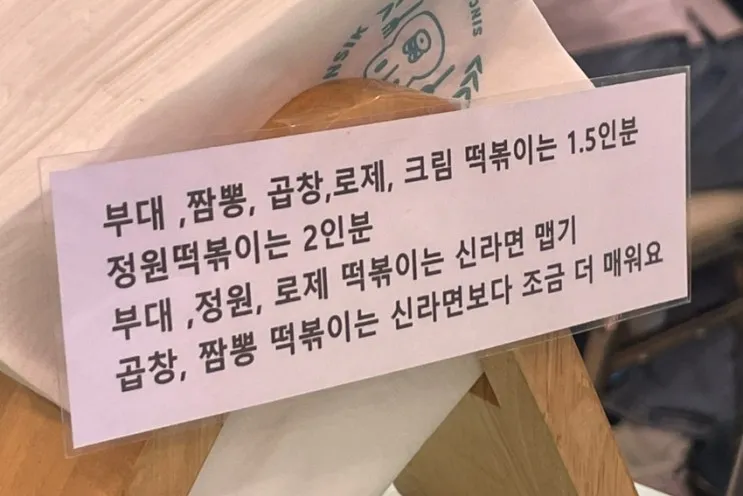 NSIK
SINC
부대 ,짬뽕, 곱창,로제, 크림 떡볶이는 1.5인분
정원떡볶이는 2인분
부대 ,정원, 로제 떡볶이는 신라면 맵기
곱창, 짬뽕 떡볶이는 신라면보다 조금 더 매워요